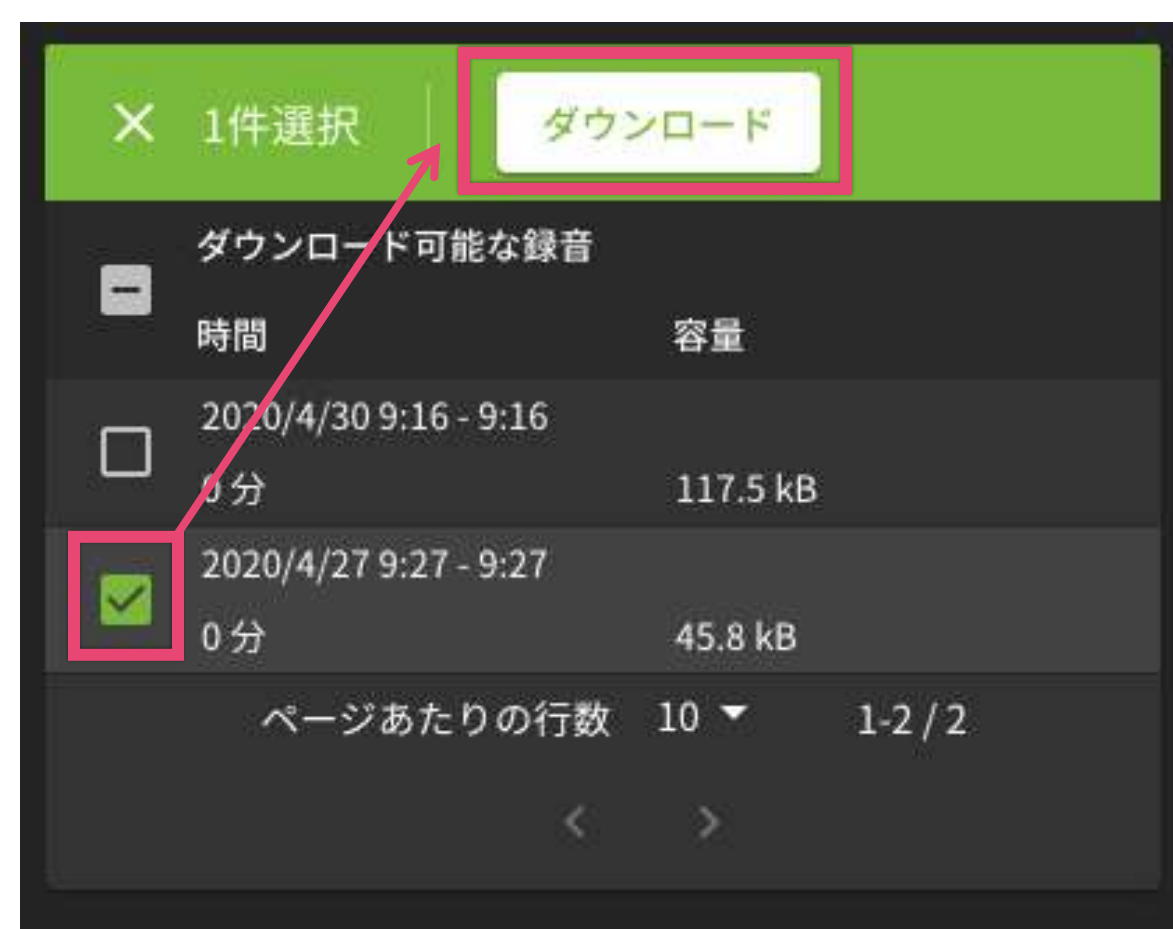 1件選択 ダウンロード
ダウンロード可能な録音
時間 容量
2020/4/30 9:16 - 9:16
0 分 117.5 kB
2020/4/27 9:27 - 9:27
0 分 45.8 kB
ページあたりの行数 10 1-2 / 2